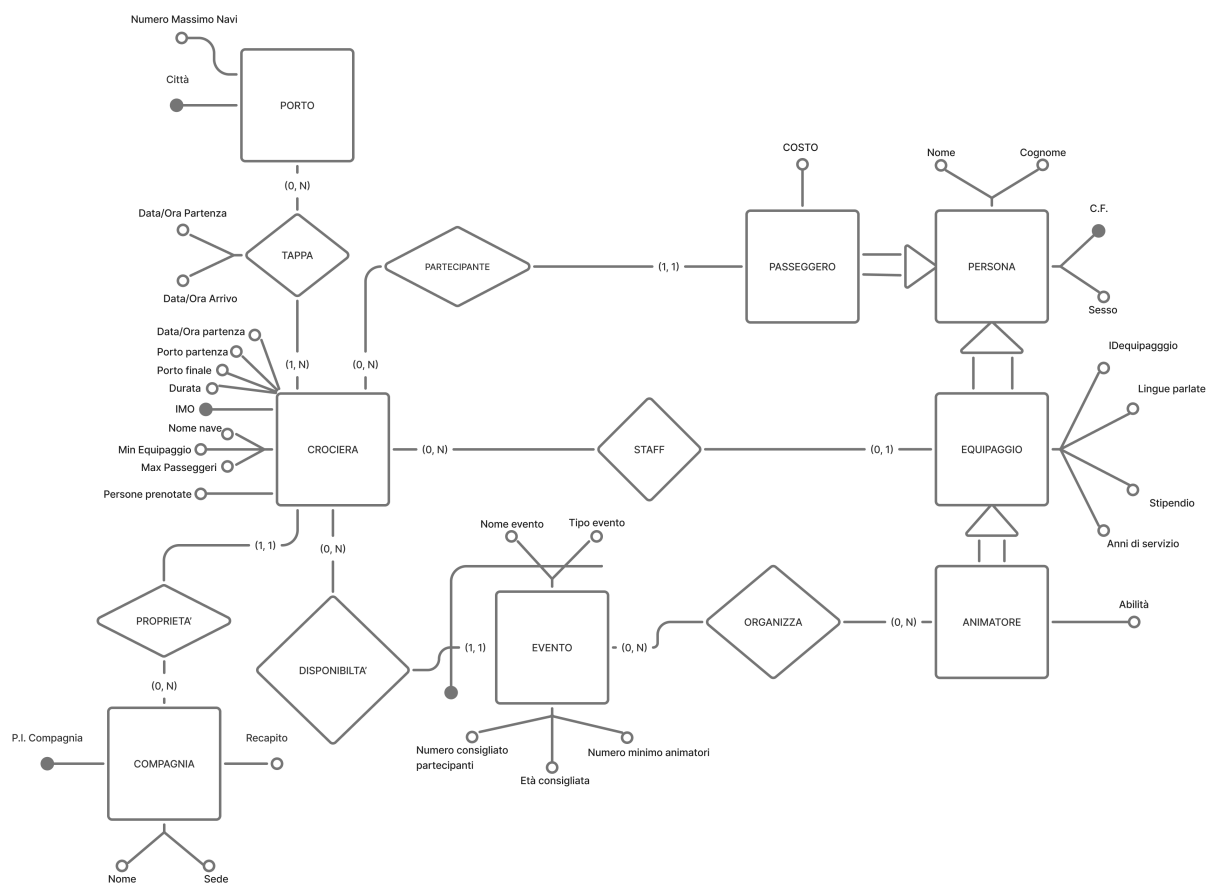 Numero Massimo Navi
Città
PORTO
(0, N)
COSTO
Nome
Cognome
C.F.
Data/Ora Partenza
TAPPA
Data/Ora Arrivo
PARTECIPANTE
(1, 1)
PASSEGGERO
PERSONA
Sesso
Data/Ora partenza
Porto partenza
Porto finale
Durata
IMO
Nome nave
Min Equipaggio
Max Passeggeri
Persone prenotate
(1, N)
(0, N)
CROCIERA
(0, N)
STAFF
(0, 1)
EQUIPAGGIO
IDequipagggio
Lingue parlate
Stipendio
Anni di servizio
(1, 1)
(0, N)
Nome evento
Tipo evento
PROPRIETA'
DISPONIBILTA'
(1, 1)
EVENTO
(0, N)
ORGANIZZA
(0, N)
ANIMATORE
Abilità
(0, N)
P.I. Compagnia
COMPAGNIA
Recapito
Numero consigliato
partecipanti
Età consigliata
Numero minimo animatori
Nome
Sede